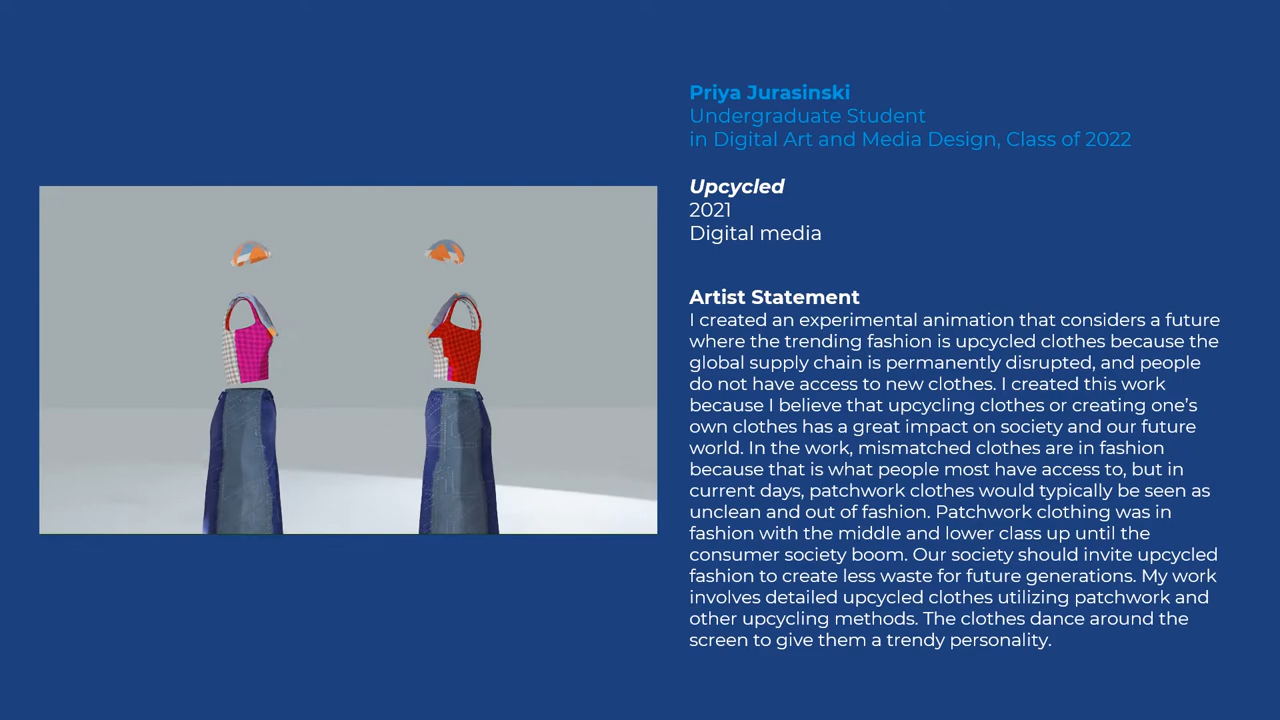 Priya Jurasinski
Undergraduate Student
in Digital Art and Media Design, Class of 2022
Upcycled
2021
Digital media
Artist Statement
I created an experimental animation that considers a future
where the trending fashion is upcycled clothes because the
global supply chain is permanently disrupted, and people
do not have access to new clothes. I created this work
because I believe that upcycling clothes or creating one’s
own clothes has a great impact on society and our future
world. In the work, mismatched clothes are in fashion
because that is what people most have access to, but in
current days, patchwork clothes would typically be seen as
unclean and out of fashion. Patchwork clothing was in
fashion with the middle and lower class up until the
consumer society boom. Our society should invite upcycled
fashion to create less waste for future generations. My work
involves detailed upcycled clothes utilizing patchwork and
other upcycling methods. The clothes dance around the
screen to give them a trendy personality.